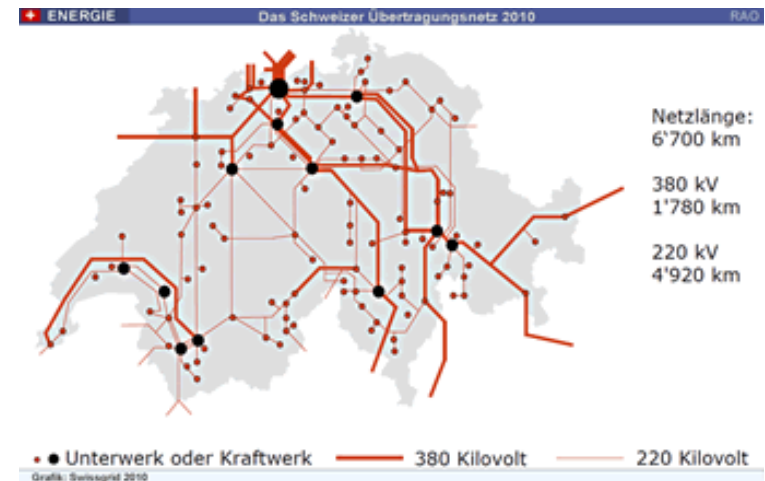 ENERGIE Das Schweizer Übertragungsnetz 2010 RAO
Netzlänge:
6'700 km
380 kV
1'780 km
220 kV
4'920 km
Unterwerk oder Kraftwerk 380 Kilovolt 220 Kilovolt
Grafik: Swissgrid 2010